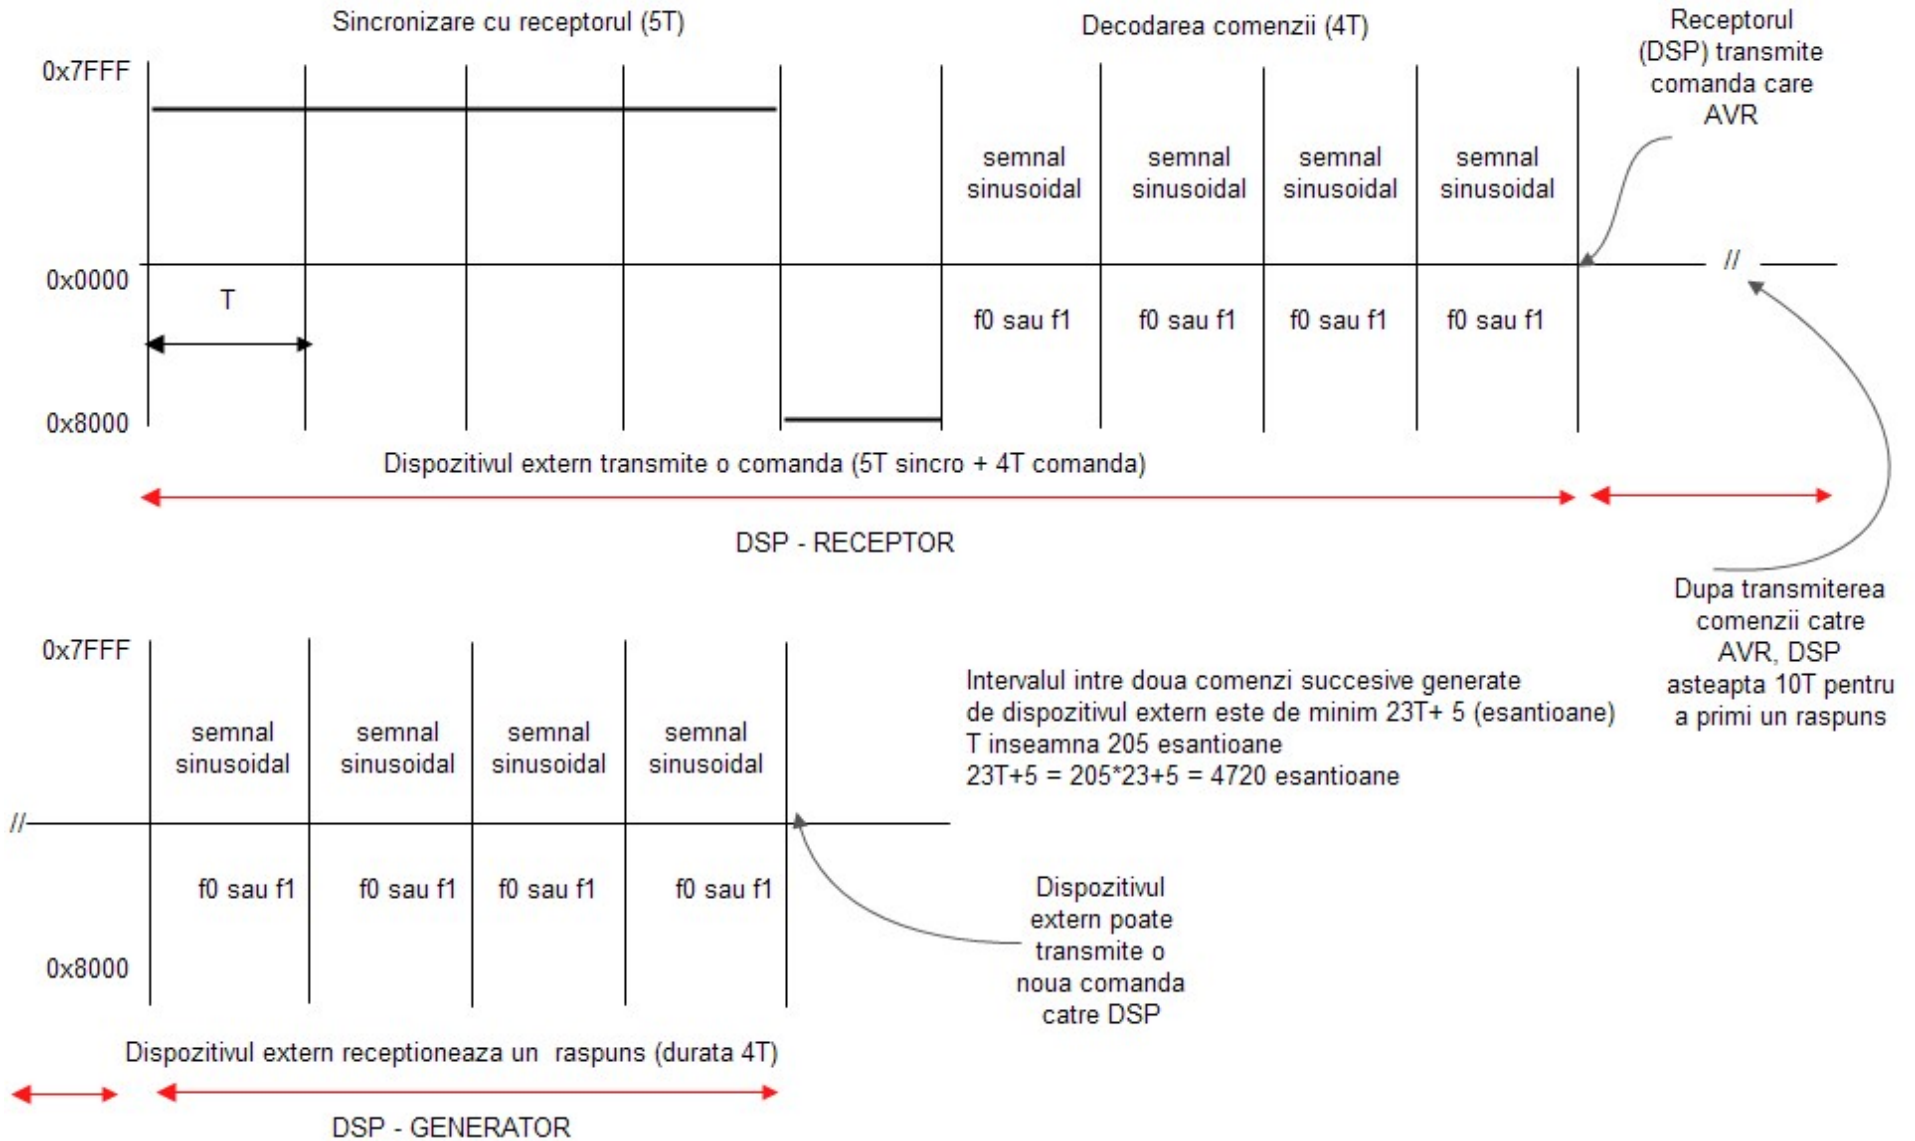 Sincronizare cu receptorul (5T)
Decodarea comenzii (4T)
Receptorul
(DSP) transmite
comanda care
AVR
0x7FFF
semnal
sinusoidal
semnal
sinusoidal
semnal
sinusoidal
semnal
sinusoidal
0x0000
//
T
f0 sau f1
f0 sau f1
f0 sau f1
f0 sau f1
0x8000
Dispozitivul extern transmite o comanda (5T sincro + 4T comanda)
DSP - RECEPTOR
Dupa transmiterea
comenzii catre
AVR, DSP
asteapta 10T pentru
a primi un raspuns
0x7FFF
semnal
sinusoidal
semnal
sinusoidal
semnal
sinusoidal
semnal
sinusoidal
Intervalul intre doua comenzi succesive generate
de dispozitivul extern este de minim 23T+ 5 (esantioane)
T inseamna 205 esantioane
23T+5 = 205*23+5 = 4720 esantioane
//
f0 sau f1
f0 sau f1
f0 sau f1
f0 sau f1
Dispozitivul
extern poate
transmite o
noua comanda
catre DSP
0x8000
Dispozitivul extern receptioneaza un raspuns (durata 4T)
DSP - GENERATOR